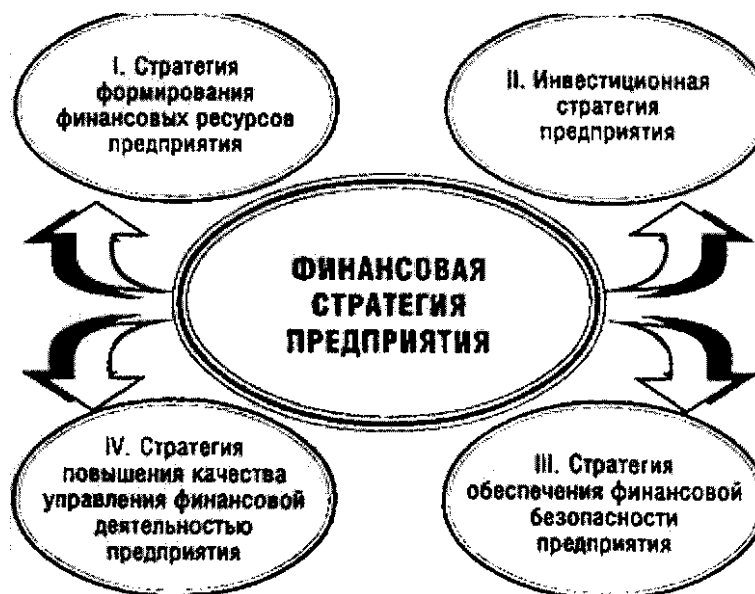 I. Стратегия
формирования
финансовых ресурсов
предприятия
II. Инвестиционная
стратегия
предприятия
ФИНАНСОВАЯ
СТРАТЕГИЯ
ПРЕДПРИЯТИЯ
IV. Стратегия
повышения качества
управления финансовой
деятельностью
предприятия
III. Стратегия
обеспечения финансовой
безопасности
предприятия